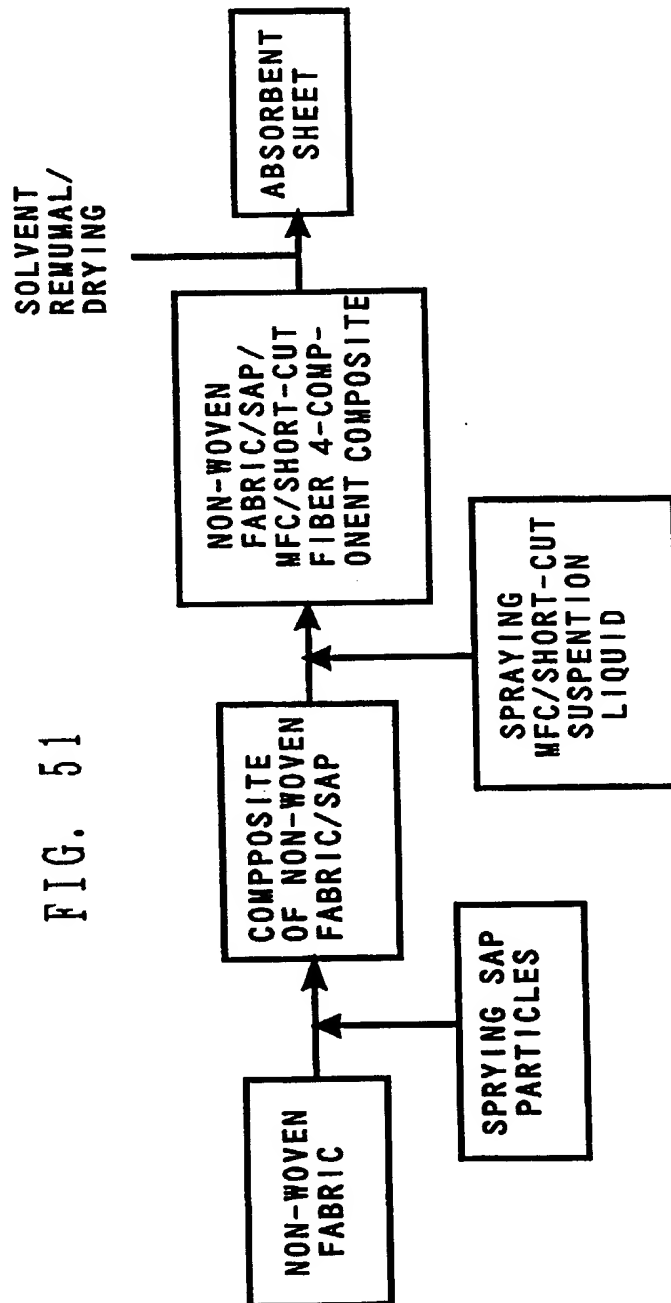 FIG. 51
NON-WOVEN
FABRIC
SPRYING SAP
PARTICLES
COMPPOSITE
OF NON-WOVEN
FABRIC/SAP
SPRAYING
MFC/SHORT-CUT
SUSPENTION
LIQUID
NON-WOVEN
FABRIC/SAP/
MFC/SHORT-CUT
FIBER 4-COMP-
ONENT COMPOSITE
SOLVENT
REMUMAL/
DRYING
ABSORBENT
SHEET